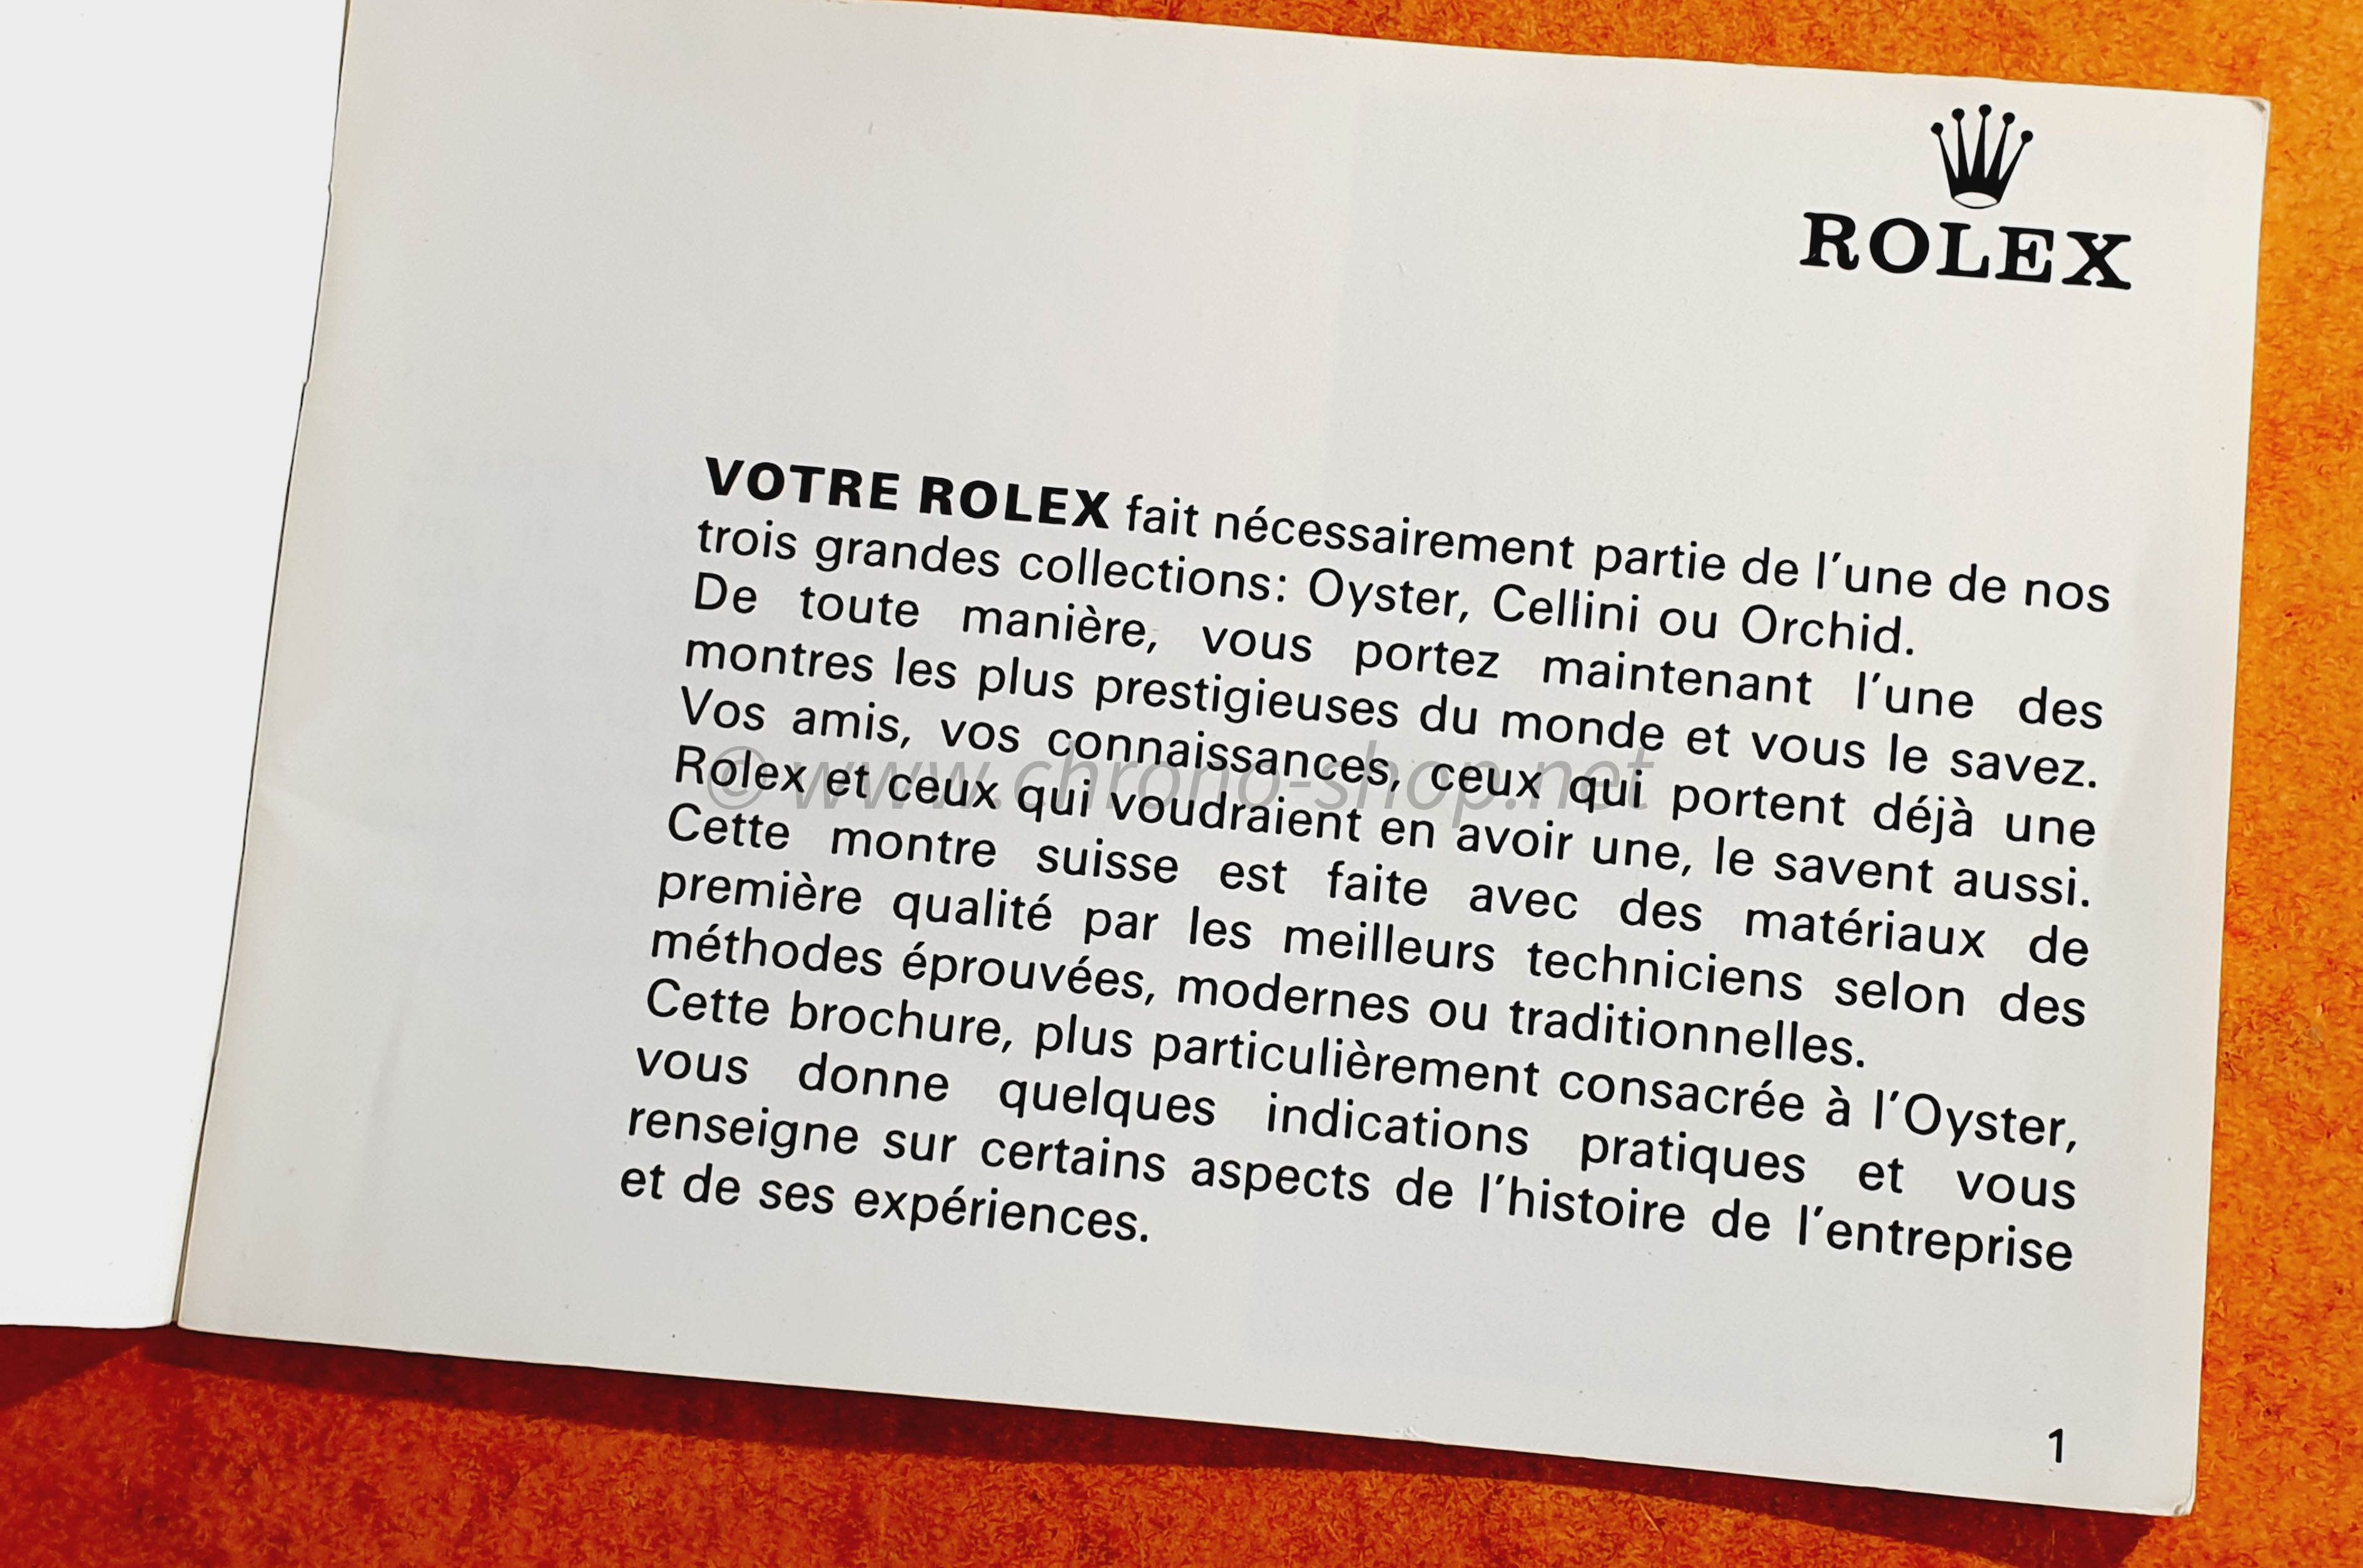 ROLEX
VOTRE ROLEX fait nécessairement partie de l'une de nos
trois grandes collections: Oyster, Cellini ou Orchid.
De toute manière, vous portez maintenant l'une des
montres les plus prestigieuses du monde et vous le savez.
Vos amis, vos connaissances, ceux qui portent déjà une
Rolex et ceux qui voudraient en avoir une, le savent aussi.
© www.chrono-shop.net
Cette montre suisse est faite avec des matériaux de
première qualité par les meilleurs techniciens selon des
méthodes éprouvées, modernes ou traditionnelles.
Cette brochure, plus particulièrement consacrée à l'Oyster,
vous donne quelques indications pratiques et vous
renseigne sur certains aspects de l'histoire de l'entreprise
et de ses expériences.
1